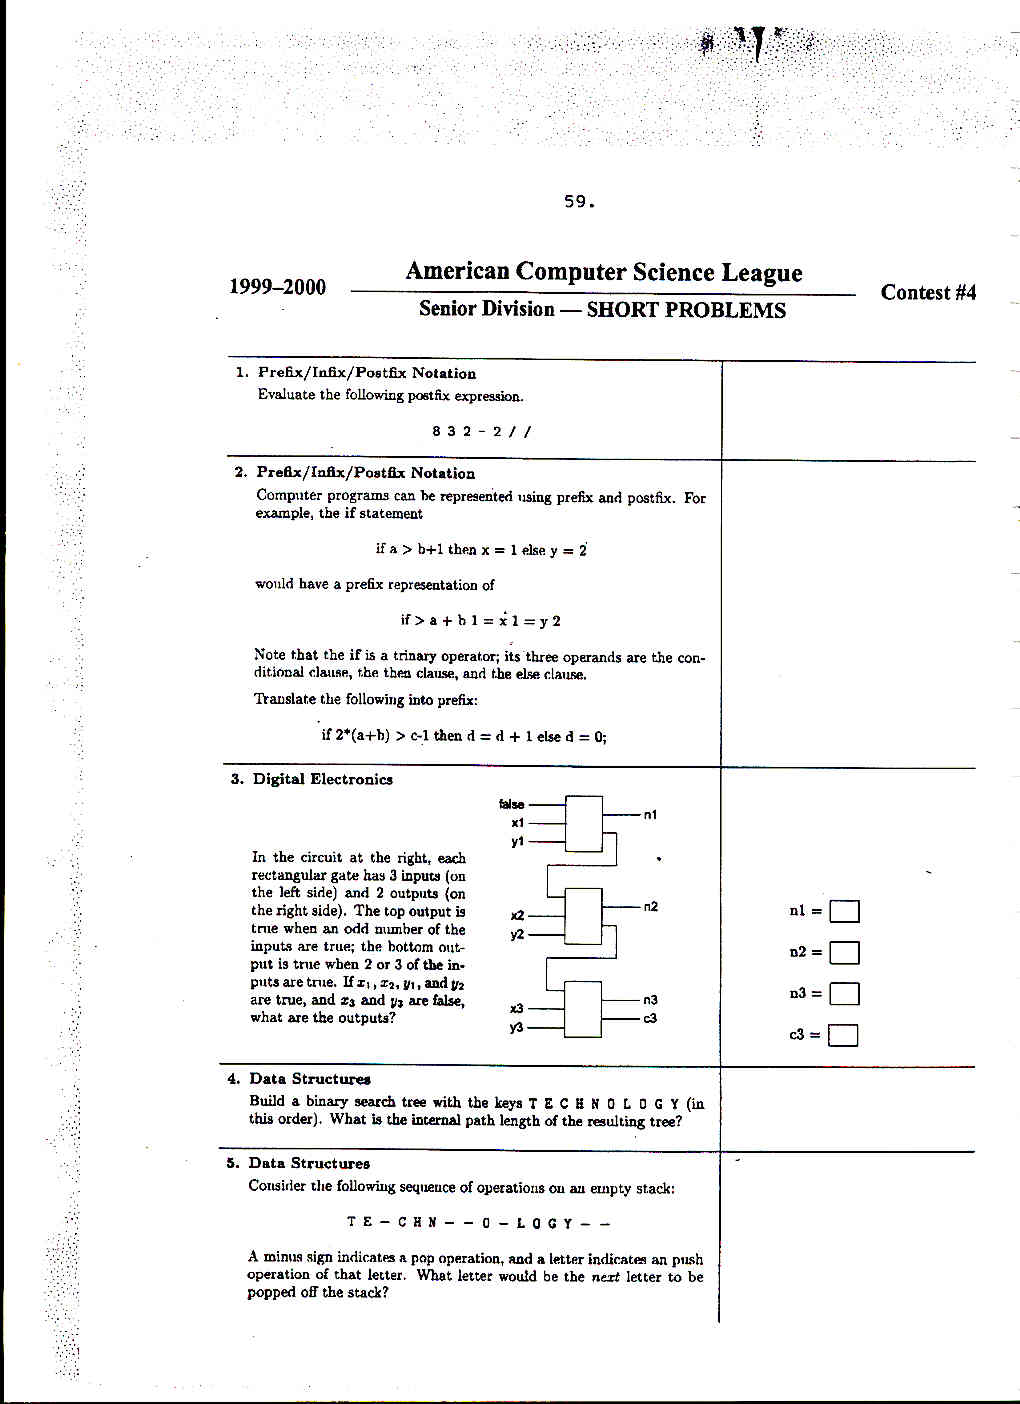 59.
American Computer Science League
1999–2000
Contest #4
Senior Division — SHORT PROBLEMS
1. Prefix/Infix/Postfix Notation
Evaluate the following postfix expression.
8 3 2 - 2 / /
2. Prefix/Infix/Postfix Notation
Computer programs can be represented using prefix and postfix. For
example, the if statement
if a > b+1 then x = 1 else y = 2
would have a prefix representation of
if > a + b 1 = x 1 = y 2
Note that the if is a trinary operator; its three operands are the con-
ditional clause, the then clause, and the else clause.
Translate the following into prefix:
if 2*(a+b) > c-1 then d = d + 1 else d = 0;
3. Digital Electronics
In the circuit at the right, each
rectangular gate has 3 inputs (on
the left side) and 2 outputs (on
the right side). The top output is
true when an odd number of the
inputs are true; the bottom out-
put is true when 2 or 3 of the in-
puts are true. If x1, x2, y1, and y2
are true, and x3 and y3 are false,
what are the outputs?
false
x1
y1
n1
x2
y2
n2
x3
y3
n3
c3
n1 =
n2 =
n3 =
c3 =
4. Data Structures
Build a binary search tree with the keys T E C H N O L O G Y (in
this order). What is the internal path length of the resulting tree?
5. Data Structures
Consider the following sequence of operations on an empty stack:
T E – C H N – – O – L O G Y – –
A minus sign indicates a pop operation, and a letter indicates an push
operation of that letter. What letter would be the next letter to be
popped off the stack?